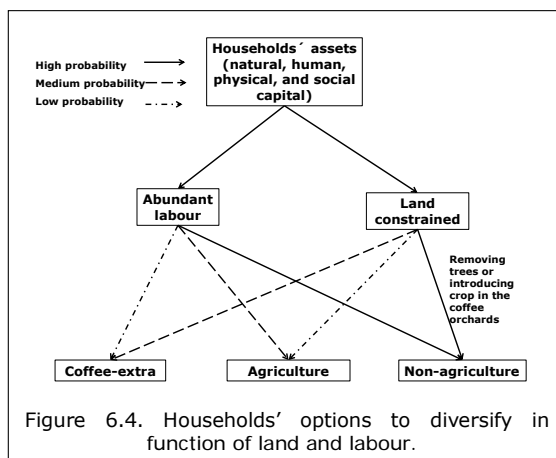 Households´ assets
(natural, human,
physical, and social
capital)
High probability
Medium probability
Low probability
Abundant
labour
Land
constrained
Removing
trees or
introducing
crop in the
coffee
orchards
Coffee-extra
Agriculture
Non-agriculture
Figure 6.4. Households’ options to diversify in
function of land and labour.